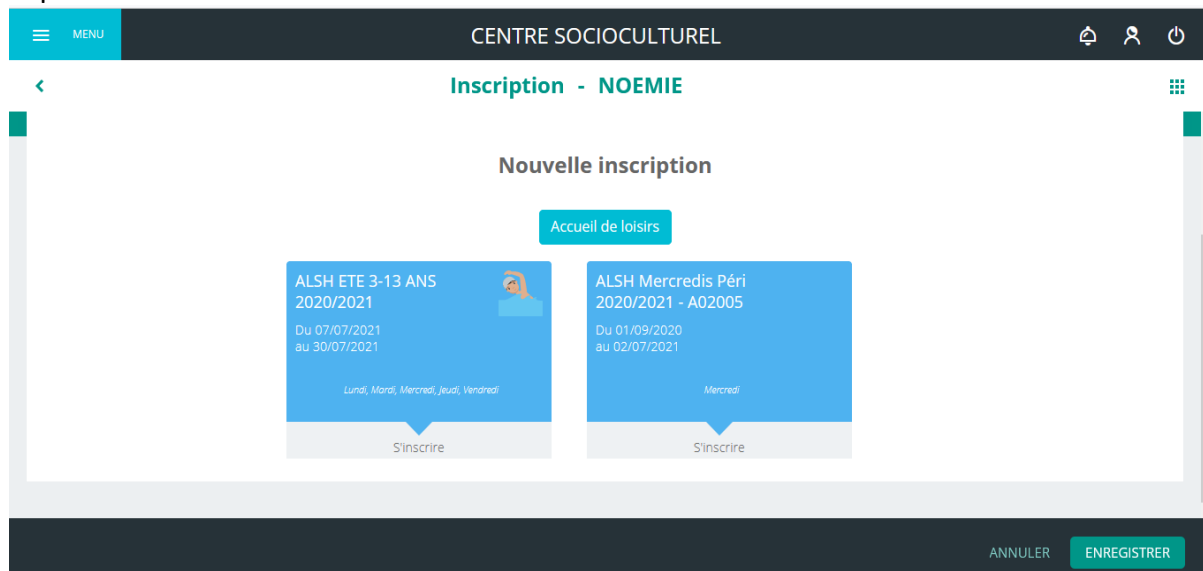 MENU
CENTRE SOCIOCULTUREL
Inscription - NOEMIE
Nouvelle inscription
Accueil de loisirs
ALSH ETE 3-13 ANS
2020/2021
Du 07/07/2021
au 30/07/2021
Lundi, Mardi, Mercredi, Jeudi, Vendredi
S'inscrire
ALSH Mercredis Péri
2020/2021 - A02005
Du 01/09/2020
au 02/07/2021
Mercredi
S'inscrire
ANNULER
ENREGISTRER